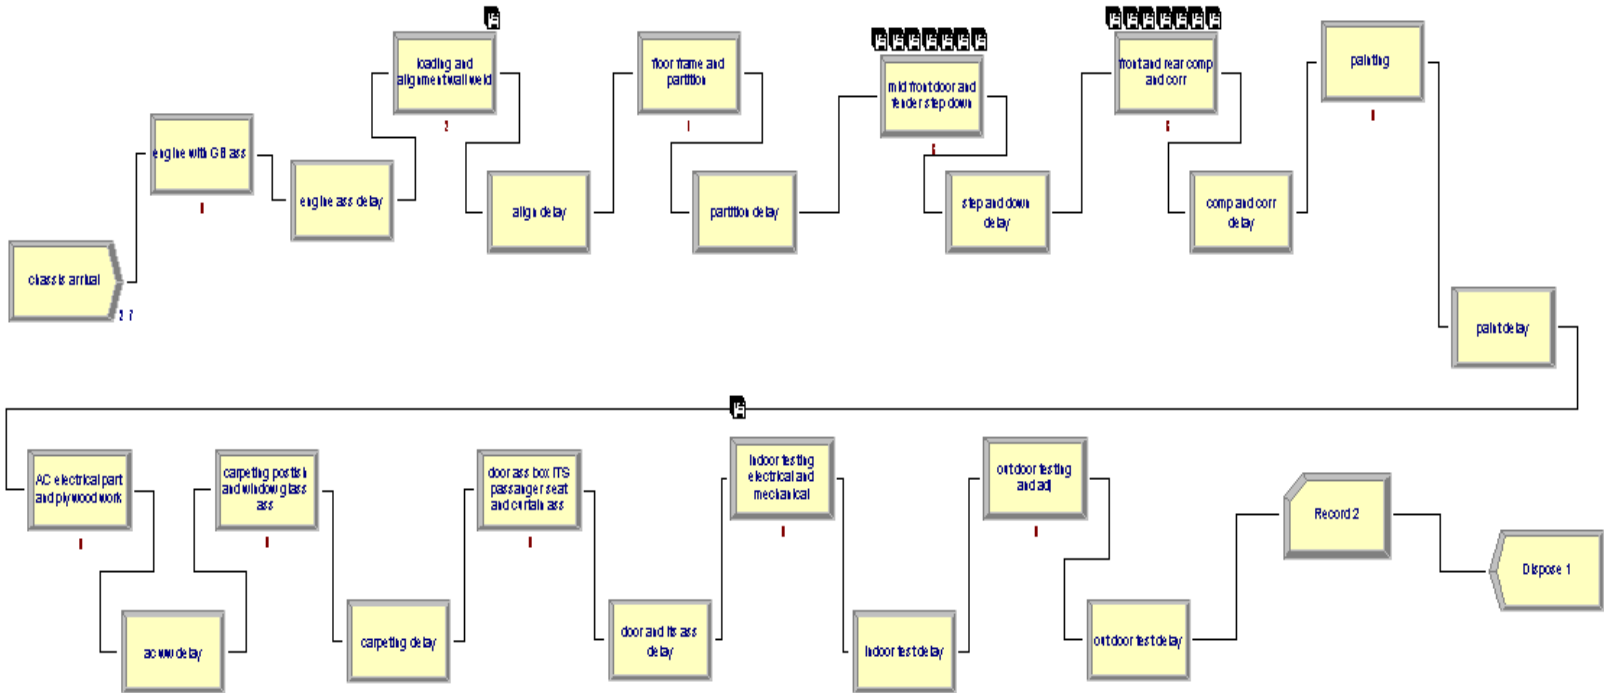 loading and
alignment wall weld
floor frame and
partition
mid front door and
fender step down
front and rear comp
and corr
painting
engine with GB ass
engine ass delay
align delay
partition delay
step and down
delay
comp and corr
delay
chassis arrival
2 7
2
paint delay
AC electrical part
and plywood work
carpeting postish
and window glass
ass
door ass box ITS
passanger seat
and curtain ass
Indoor testing
electrical and
mechanical
outdoor testing
and adj
Record 2
Dispose 1
ac ww delay
carpeting delay
door and its ass
delay
Indoor test delay
outdoor test delay